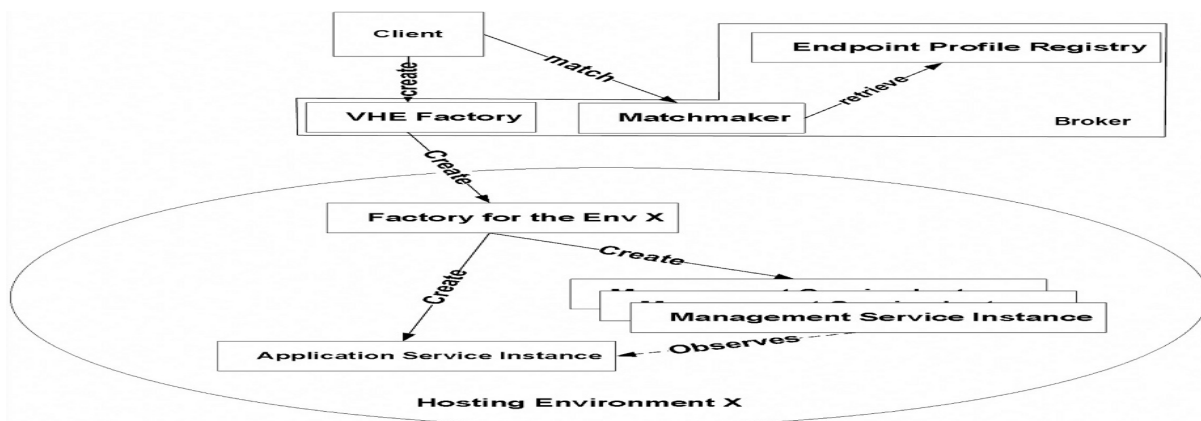 Client
Endpoint Profile Registry
create
match
retrieve
VHE Factory
Matchmaker
Broker
Create
Factory for the Env X
Create
Create
Management Service Instance
Observes
Application Service Instance
Hosting Environment X